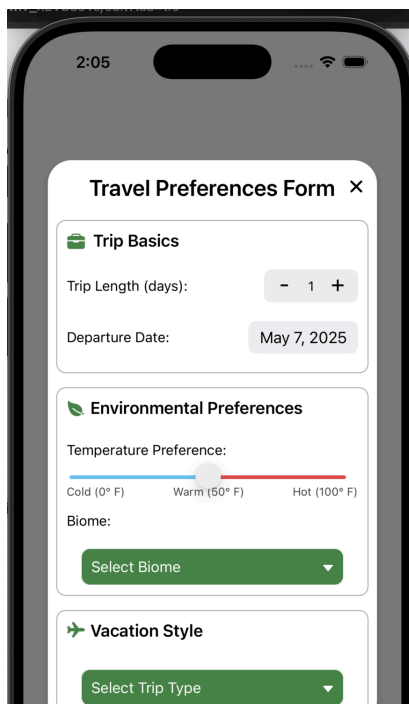 2:05
Travel Preferences Form ×
Trip Basics
Trip Length (days): - 1 +
Departure Date: May 7, 2025
Environmental Preferences
Temperature Preference:
Cold (0° F) Warm (50° F) Hot (100° F)
Biome:
Select Biome
Vacation Style
Select Trip Type